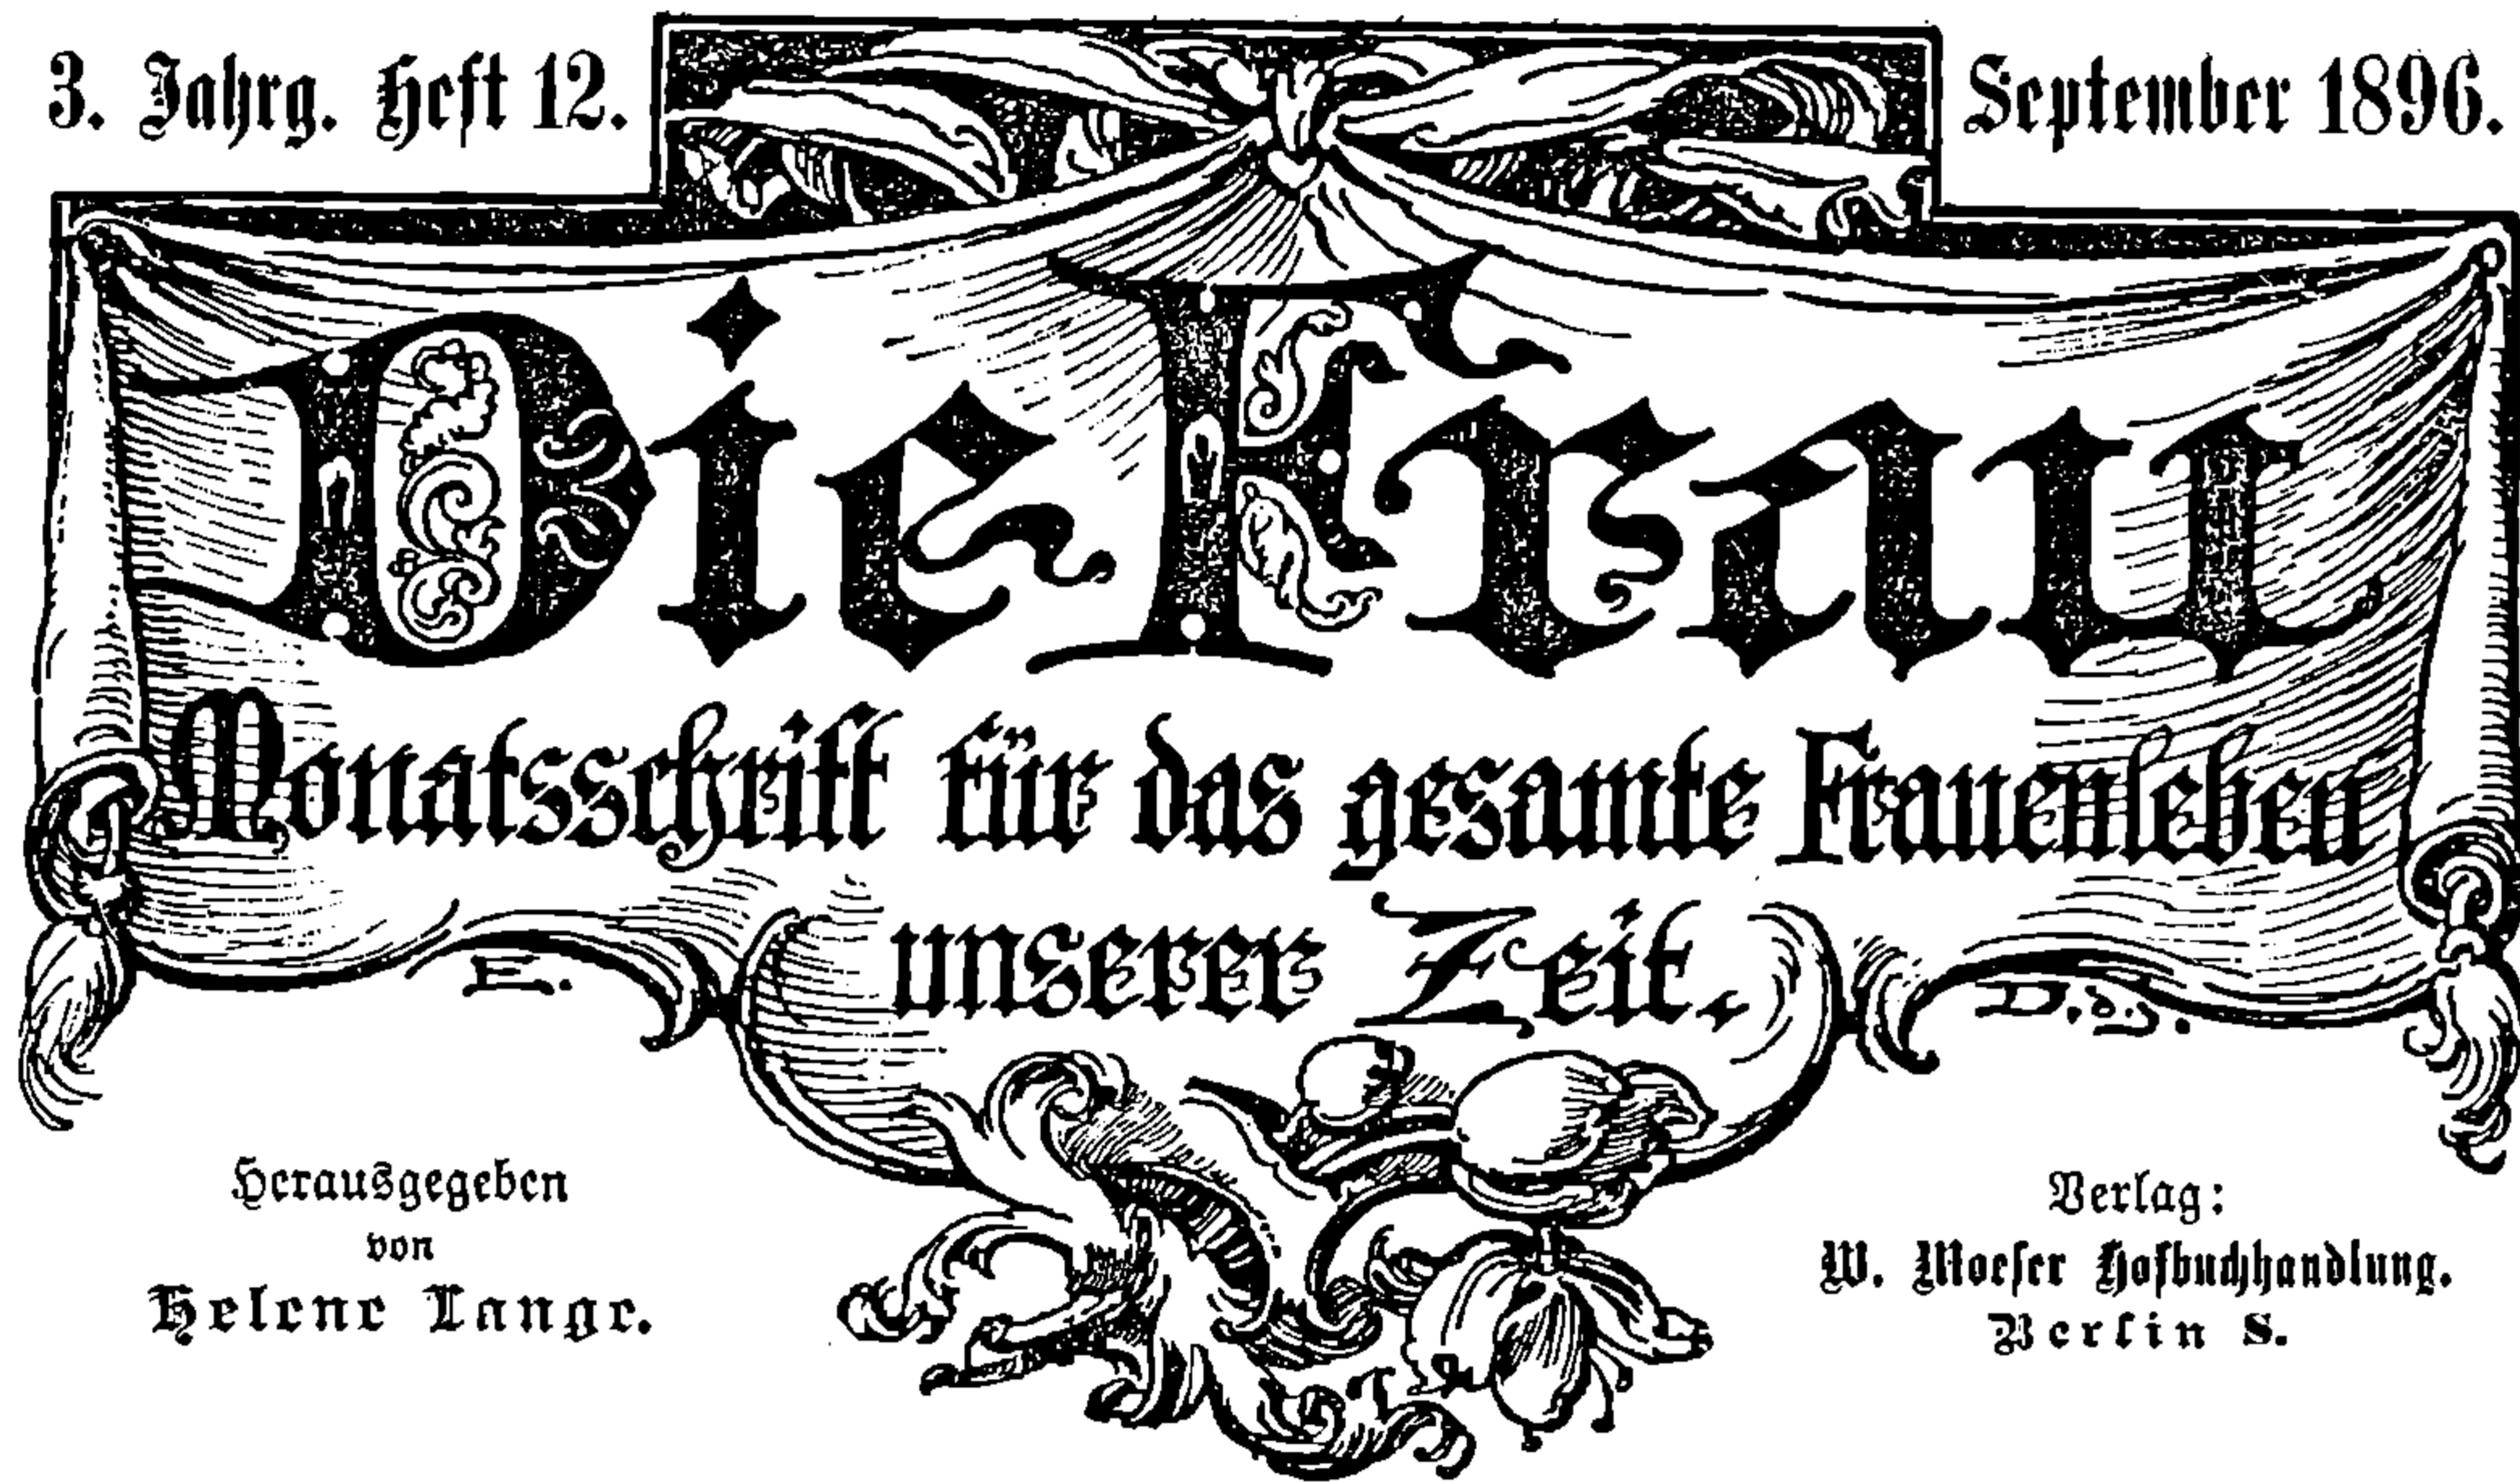 3. Jahrg. Heft 12.
September 1896.
Die Frau
Monatsschrift für das gesamte Frauenleben
unserer Zeit.
E.
Herausgegeben
von
Helene Lange.
Verlag:
W. Moeser Hofbuchhandlung.
Berlin S.